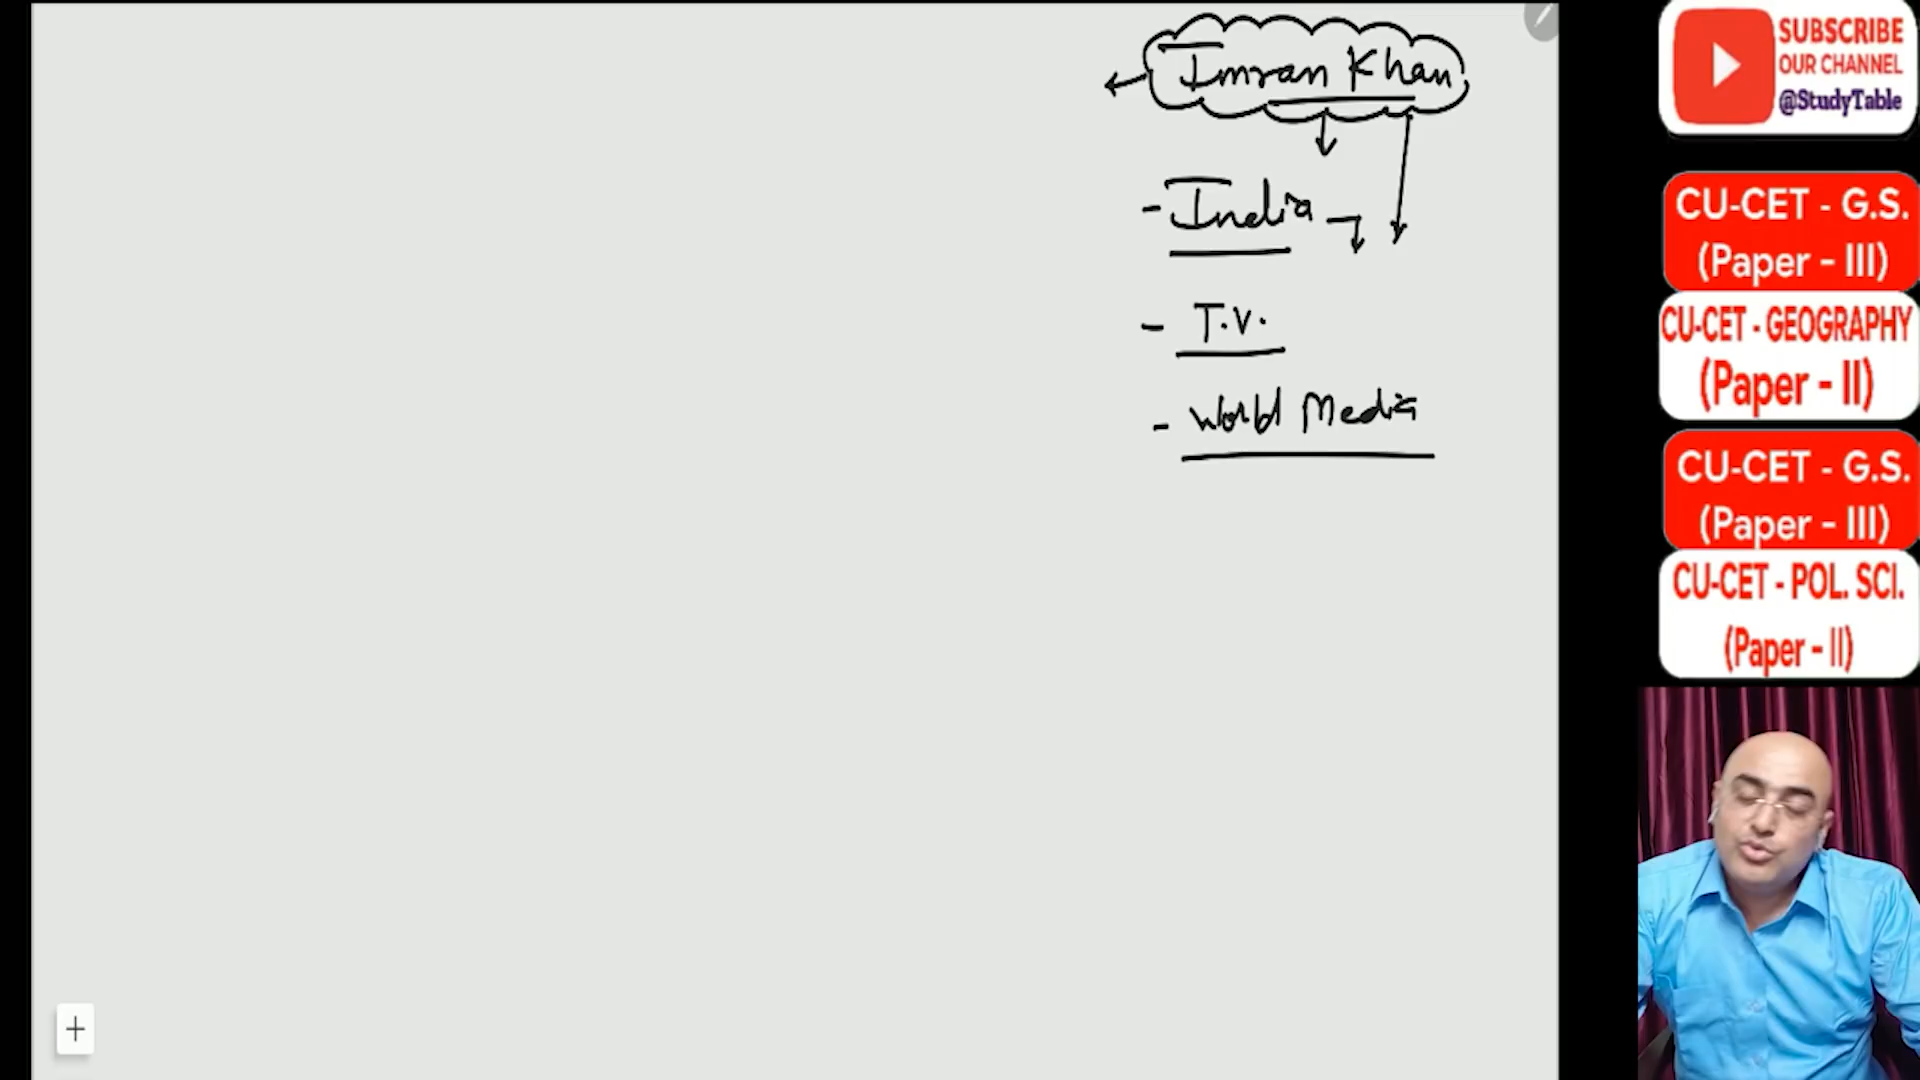 Imran Khan
- India
- T.V.
- World Media
SUBSCRIBE
OUR CHANNEL
@StudyTable
CU-CET - G.S.
(Paper - III)
CU-CET - GEOGRAPHY
(Paper - II)
CU-CET - G.S.
(Paper - III)
CU-CET - POL. SCI.
(Paper - II)